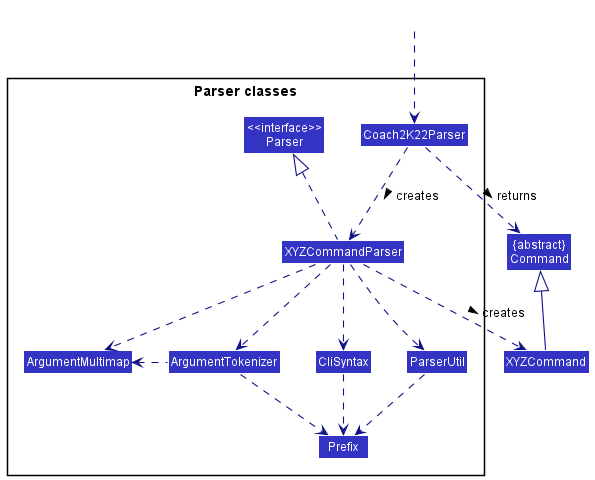 Parser classes
<<interface>>
Parser
Coach2K22Parser
creates
returns
XYZCommandParser
{abstract}
Command
creates
ArgumentMultimap
ArgumentTokenizer
CliSyntax
ParserUtil
XYZCommand
Prefix